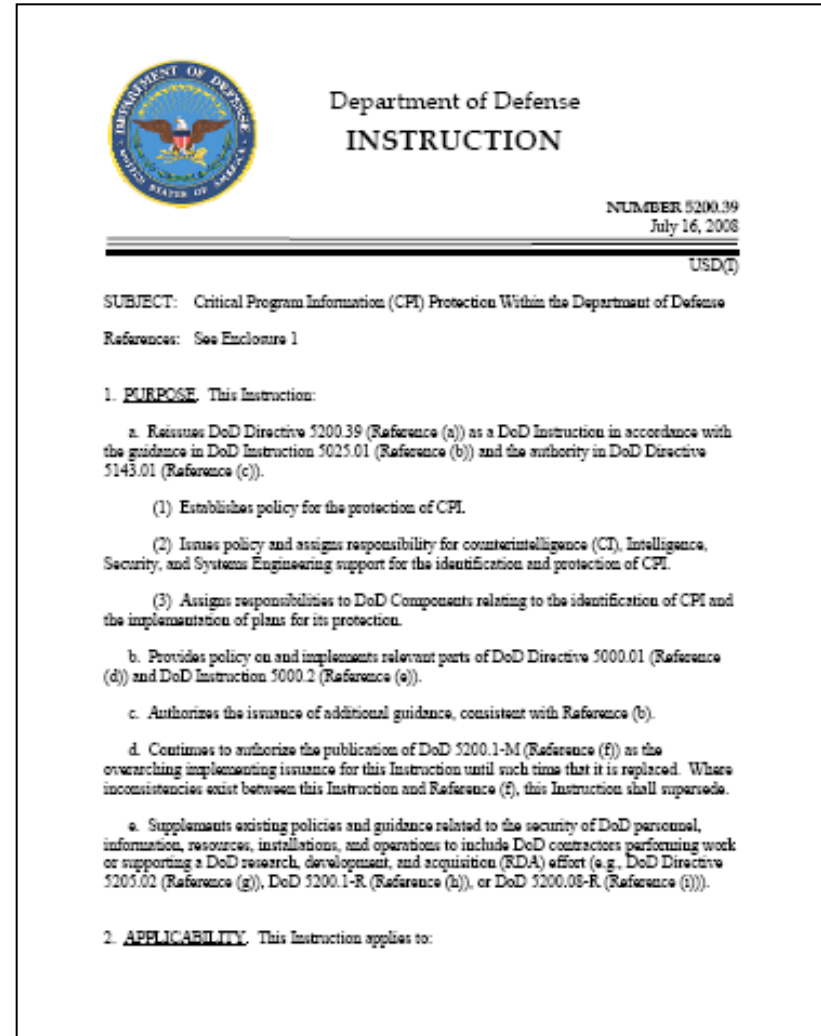 DEPARTMENT OF DEFENSE
UNITED STATES OF AMERICA
Department of Defense
INSTRUCTION
NUMBER 5200.39
July 16, 2008
USD(I)
SUBJECT: Critical Program Information (CPI) Protection Within the Department of Defense
References: See Enclosure 1
1. PURPOSE. This Instruction:
a. Reissues DoD Directive 5200.39 (Reference (a)) as a DoD Instruction in accordance with
the guidance in DoD Instruction 5025.01 (Reference (b)) and the authority in DoD Directive
5143.01 (Reference (c)).
(1) Establishes policy for the protection of CPI.
(2) Issues policy and assigns responsibility for counterintelligence (CI), Intelligence,
Security, and Systems Engineering support for the identification and protection of CPI.
(3) Assigns responsibilities to DoD Components relating to the identification of CPI and
the implementation of plans for its protection.
b. Provides policy on and implements relevant parts of DoD Directive 5000.01 (Reference
(d)) and DoD Instruction 5000.2 (Reference (e)).
c. Authorizes the issuance of additional guidance, consistent with Reference (b).
d. Continues to authorize the publication of DoD 5200.1-M (Reference (f)) as the
overarching implementing issuance for this Instruction until such time that it is replaced. Where
inconsistencies exist between this Instruction and Reference (f), this Instruction shall supersede.
e. Supplements existing policies and guidance related to the security of DoD personnel,
information, resources, installations, and operations to include DoD contractors performing work
or supporting a DoD research, development, and acquisition (RDA) effort (e.g., DoD Directive
5205.02 (Reference (g)), DoD 5200.1-R (Reference (h)), or DoD 5200.08-R (Reference (i))).
2. APPLICABILITY. This Instruction applies to: